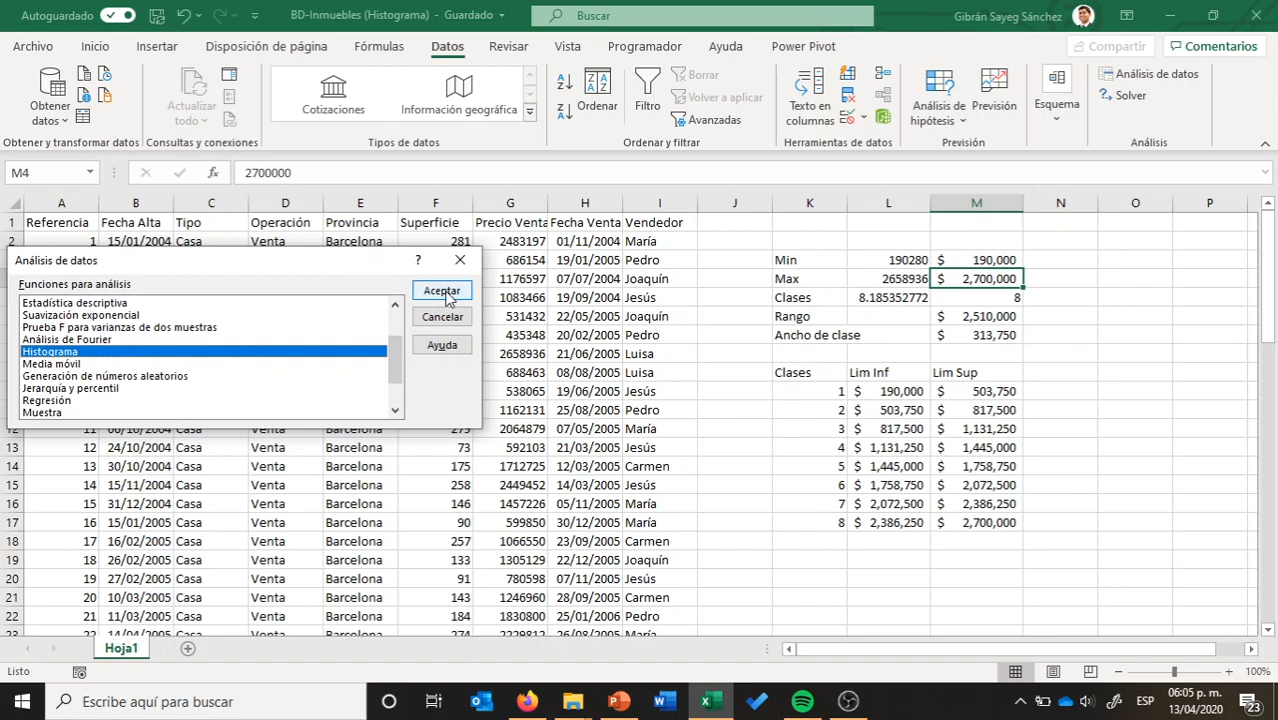 Autoguardado BD-Inmuebles (Histograma) - Guardado Buscar Gibrán Sayeg Sánchez
Archivo Inicio Insertar Disposición de página Fórmulas Datos Revisar Vista Programador Ayuda Power Pivot Compartir Comentarios
Obtener datos Actualizar todo Cotizaciones Información geográfica Ordenar Filtro Borrar Volver a aplicar Avanzadas Texto en columnas Análisis de hipótesis Previsión Esquema Análisis de datos Solver
Obtener y transformar datos Consultas y conexiones Tipos de datos Ordenar y filtrar Herramientas de datos Previsión Análisis
M4 fx 2700000
A B C D E F G H I J K L M N O P
1 Referencia Fecha Alta Tipo Operación Provincia Superficie Precio Venta Fecha Venta Vendedor
2 1 15/01/2004 Casa Venta Barcelona 281 2483197 01/11/2004 María
686154 19/01/2005 Pedro Min 190280 $ 190,000
1176597 07/07/2004 Joaquín Max 2658936 $ 2,700,000
1083466 19/09/2004 Jesús Clases 8.185352772 8
531432 22/05/2005 Joaquín Rango $ 2,510,000
435348 20/02/2005 Pedro Ancho de clase $ 313,750
2658936 21/06/2005 Luisa
688463 08/08/2005 Luisa Clases Lim Inf Lim Sup
538065 19/06/2005 Jesús 1 $ 190,000 $ 503,750
1162131 25/08/2005 Pedro 2 $ 503,750 $ 817,500
12 11 06/10/2004 Casa Venta Barcelona 279 2064879 07/05/2005 María 3 $ 817,500 $ 1,131,250
13 12 24/10/2004 Casa Venta Barcelona 73 592103 21/03/2005 Jesús 4 $ 1,131,250 $ 1,445,000
14 13 30/10/2004 Casa Venta Barcelona 175 1712725 12/03/2005 Carmen 5 $ 1,445,000 $ 1,758,750
15 14 15/11/2004 Casa Venta Barcelona 258 2449452 14/03/2005 Jesús 6 $ 1,758,750 $ 2,072,500
16 15 31/12/2004 Casa Venta Barcelona 146 1457226 05/11/2005 María 7 $ 2,072,500 $ 2,386,250
17 16 15/01/2005 Casa Venta Barcelona 90 599850 30/12/2005 María 8 $ 2,386,250 $ 2,700,000
18 17 16/02/2005 Casa Venta Barcelona 257 1066550 23/09/2005 Carmen
19 18 26/02/2005 Casa Venta Barcelona 133 1305129 22/12/2005 Joaquín
20 19 28/02/2005 Casa Venta Barcelona 91 780598 07/11/2005 Jesús
21 20 10/03/2005 Casa Venta Barcelona 143 1246960 28/09/2005 Carmen
22 21 11/03/2005 Casa Venta Barcelona 184 1830800 25/01/2006 Pedro
23 22 14/04/2005 Casa Venta Barcelona 274 2229812 26/08/2005 María
Análisis de datos ?
Funciones para análisis
Estadística descriptiva
Suavización exponencial
Prueba F para varianzas de dos muestras
Análisis de Fourier
Histograma
Media móvil
Generación de números aleatorios
Jerarquía y percentil
Regresión
Muestra
Aceptar
Cancelar
Ayuda
Hoja1
Listo 100%
Escribe aquí para buscar ESP 06:05 p. m. 13/04/2020 23